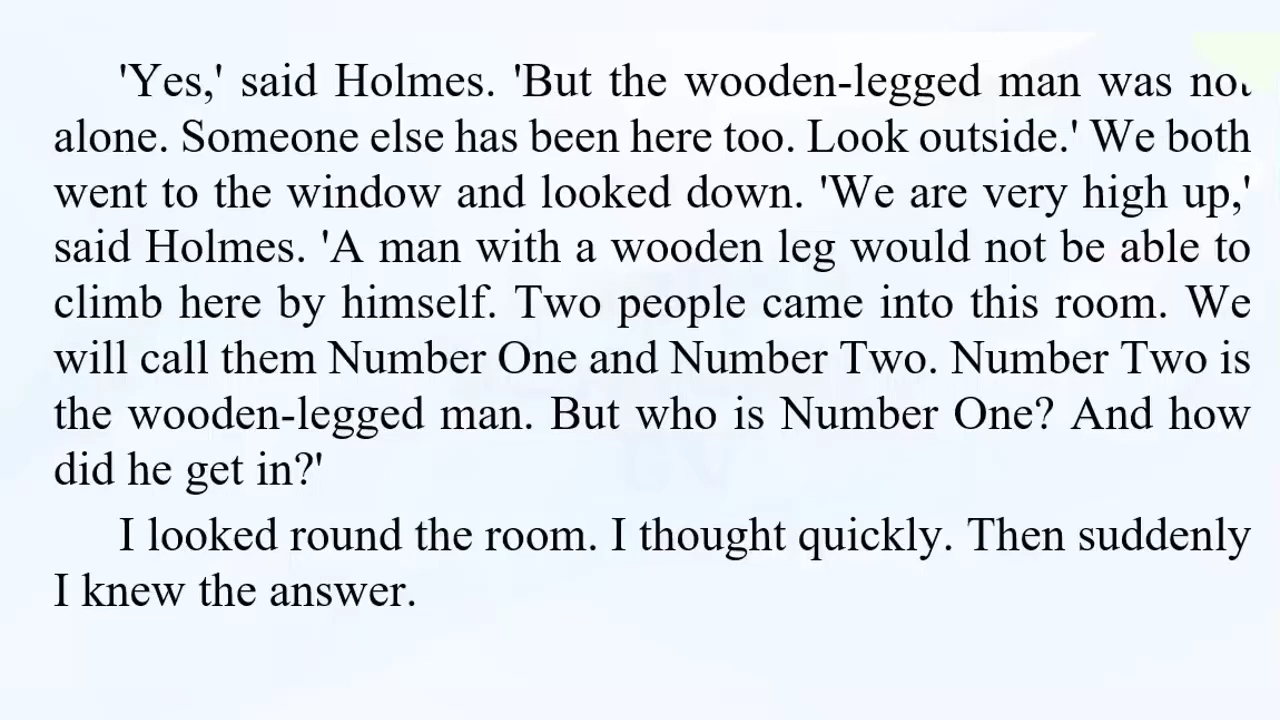 'Yes,' said Holmes. 'But the wooden-legged man was not
alone. Someone else has been here too. Look outside.' We both
went to the window and looked down. 'We are very high up,'
said Holmes. 'A man with a wooden leg would not be able to
climb here by himself. Two people came into this room. We
will call them Number One and Number Two. Number Two is
the wooden-legged man. But who is Number One? And how
did he get in?'
I looked round the room. I thought quickly. Then suddenly
I knew the answer.